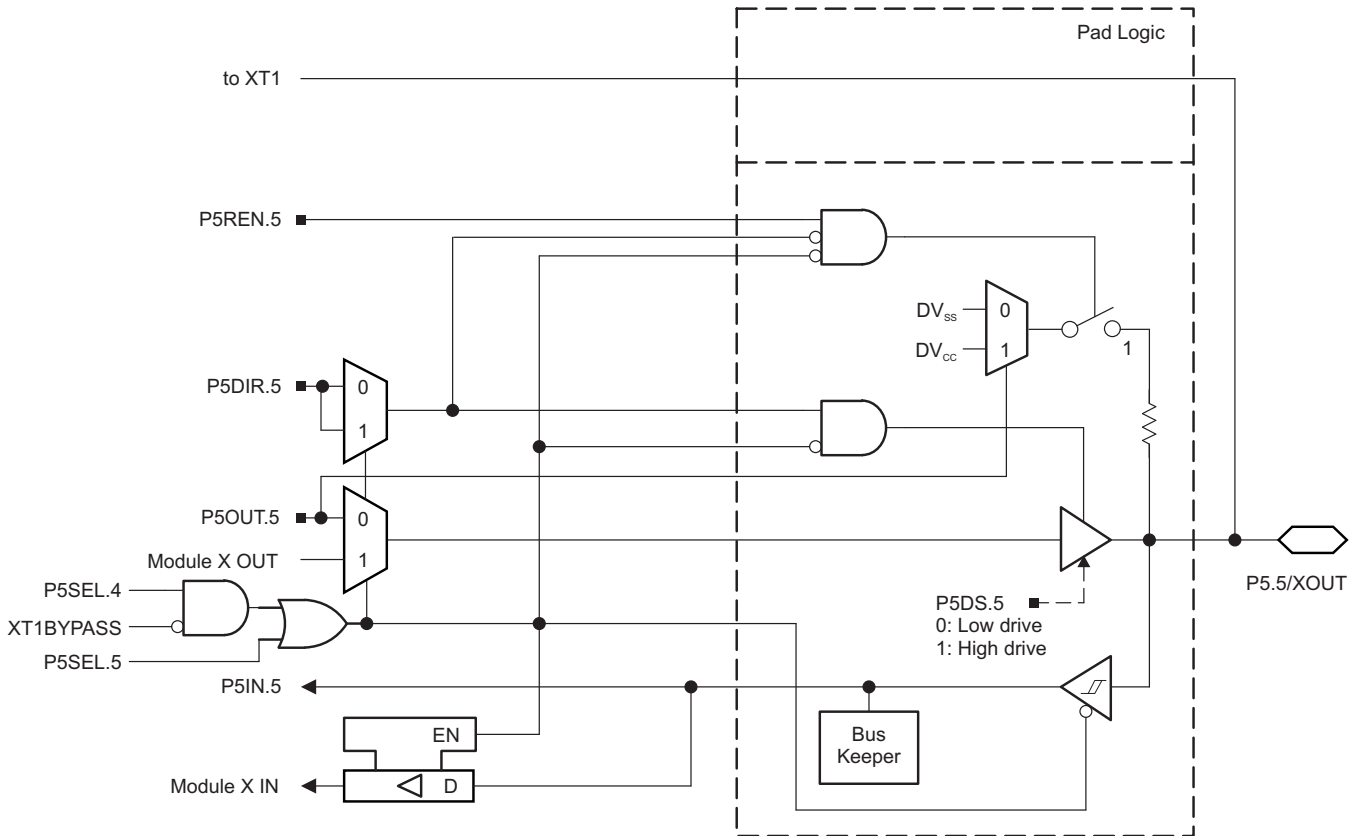 Pad Logic
to XT1
P5REN.5
DVSS
0
DVCC
1
1
P5DIR.5
0
1
P5OUT.5
0
Module X OUT
1
P5SEL.4
XT1BYPASS
P5SEL.5
P5.5/XOUT
P5DS.5
0: Low drive
1: High drive
P5IN.5
EN
Bus
Keeper
Module X IN
D